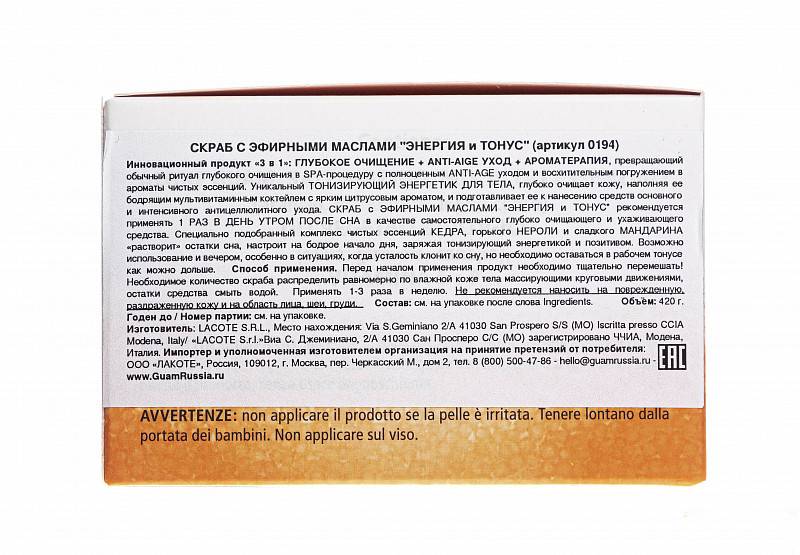 СКРАБ С ЭФИРНЫМИ МАСЛАМИ "ЭНЕРГИЯ и ТОНУС" (артикул 0194)
Инновационный продукт «3 в 1»: ГЛУБОКОЕ ОЧИЩЕНИЕ + ANTI-AIGE УХОД + АРОМАТЕРАПИЯ, превращающий
обычный ритуал глубокого очищения в SPA-процедуру с полноценным ANTI-AGE уходом и восхитительным погружением в
ароматы чистых эссенций. Уникальный ТОНИЗИРУЮЩИЙ ЭНЕРГЕТИК ДЛЯ ТЕЛА, глубоко очищает кожу, наполняя ее
бодрящим мультивитаминным коктейлем с ярким цитрусовым ароматом, и подготавливает ее к нанесению средств основного
и интенсивного антицеллюлитного ухода. СКРАБ с ЭФИРНЫМИ МАСЛАМИ "ЭНЕРГИЯ и ТОНУС" рекомендуется
применять 1 РАЗ В ДЕНЬ УТРОМ ПОСЛЕ СНА в качестве самостоятельного глубоко очищающего и ухаживающего
средства. Специально подобранный комплекс чистых эссенций КЕДРА, горького НЕРОЛИ и сладкого МАНДАРИНА
«растворит» остатки сна, настроит на бодрое начало дня, заряжая тонизирующий энергетикой и позитивом. Возможно
использование и вечером, особенно в ситуациях, когда усталость клонит ко сну, но необходимо оставаться в рабочем тонусе
как можно дольше. Способ применения. Перед началом применения продукт необходимо тщательно перемешать!
Необходимое количество скраба распределить равномерно по влажной коже тела массирующими круговыми движениями,
остатки средства смыть водой. Применять 1-3 раза в неделю. Не рекомендуется наносить на поврежденную,
раздраженную кожу и на область лица, шеи, груди. Состав: см. на упаковке после слова Ingredients. Объём: 420 г.
Годен до / Номер партии: см. на упаковке.
Изготовитель: LACOTE S.R.L., Место нахождения: Via S.Geminiano 2/A 41030 San Prospero S/S (MO) Iscritta presso CCIA
Modena, Italy/ «LACOTE S.r.l.»Виа С. Джеминиано, 2/А 41030 Сан Просперо С/С (МО) зарегистрировано ЧЧИА, Модена,
Италия. Импортер и уполномоченная изготовителем организация на принятие претензий от потребителя:
ООО «ЛАКОТЕ», Россия, 109012, г. Москва, пер. Черкасский М., дом 2, тел. 8 (800) 500-47-86 - hello@guamrussia.ru -
www.GuamRussia.ru
EAC
AVVERTENZE: non applicare il prodotto se la pelle è irritata. Tenere lontano dalla
portata dei bambini. Non applicare sul viso.